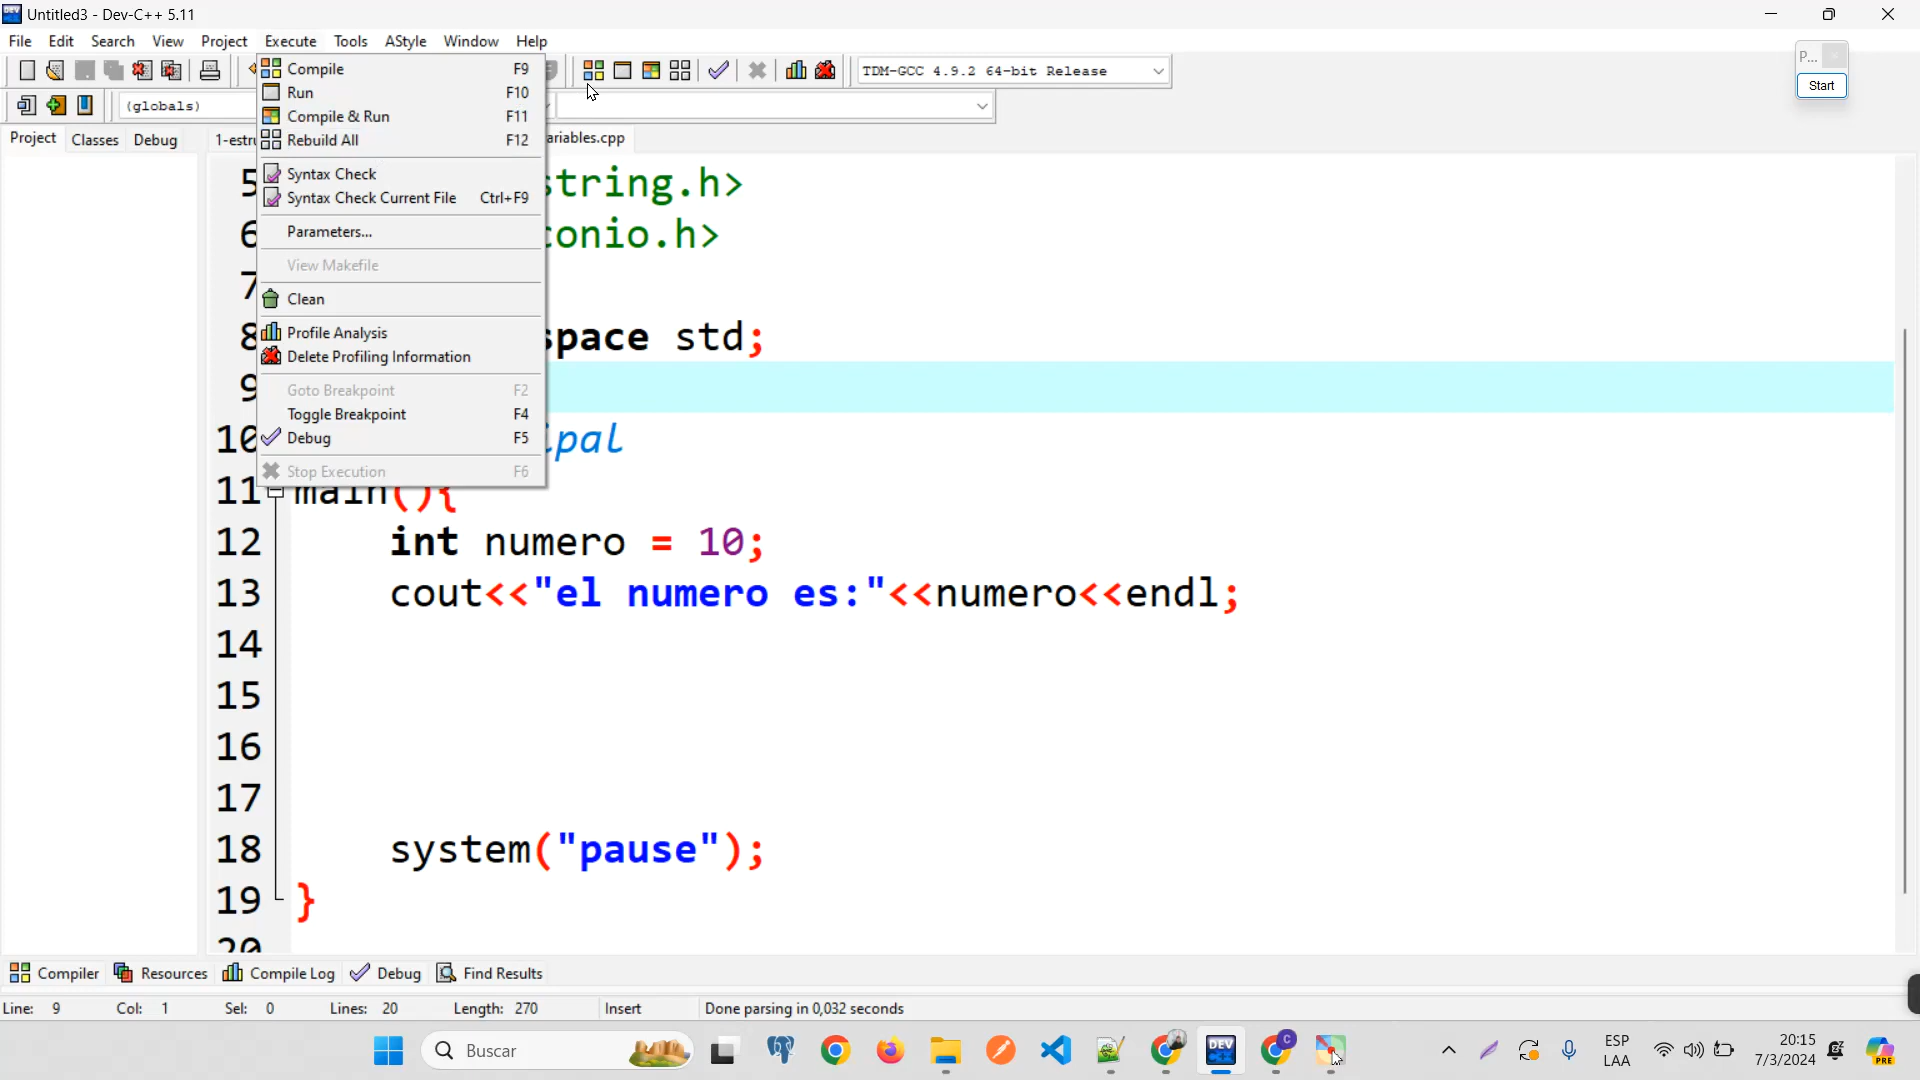 Untitled3 - Dev-C++ 5.11
File Edit Search View Project Execute Tools AStyle Window Help
TDM-GCC 4.9.2 64-bit Release
P...
Start
(globals)
Project Classes Debug
1-estru
ariables.cpp
Compile F9
Run F10
Compile & Run F11
Rebuild All F12
Syntax Check
Syntax Check Current File Ctrl+F9
Parameters...
View Makefile
Clean
Profile Analysis
Delete Profiling Information
Goto Breakpoint F2
Toggle Breakpoint F4
Debug F5
Stop Execution F6
5 string.h>
6 conio.h>
7
8 space std;
9
10 ipal
11 main(){
12 int numero = 10;
13 cout<<"el numero es:"<<numero<<endl;
14
15
16
17
18 system("pause");
19 }
20
Compiler Resources Compile Log Debug Find Results
Line: 9 Col: 1 Sel: 0 Lines: 20 Length: 270 Insert Done parsing in 0,032 seconds
Buscar
DEV
C
ESP
LAA
20:15
7/3/2024
PRE